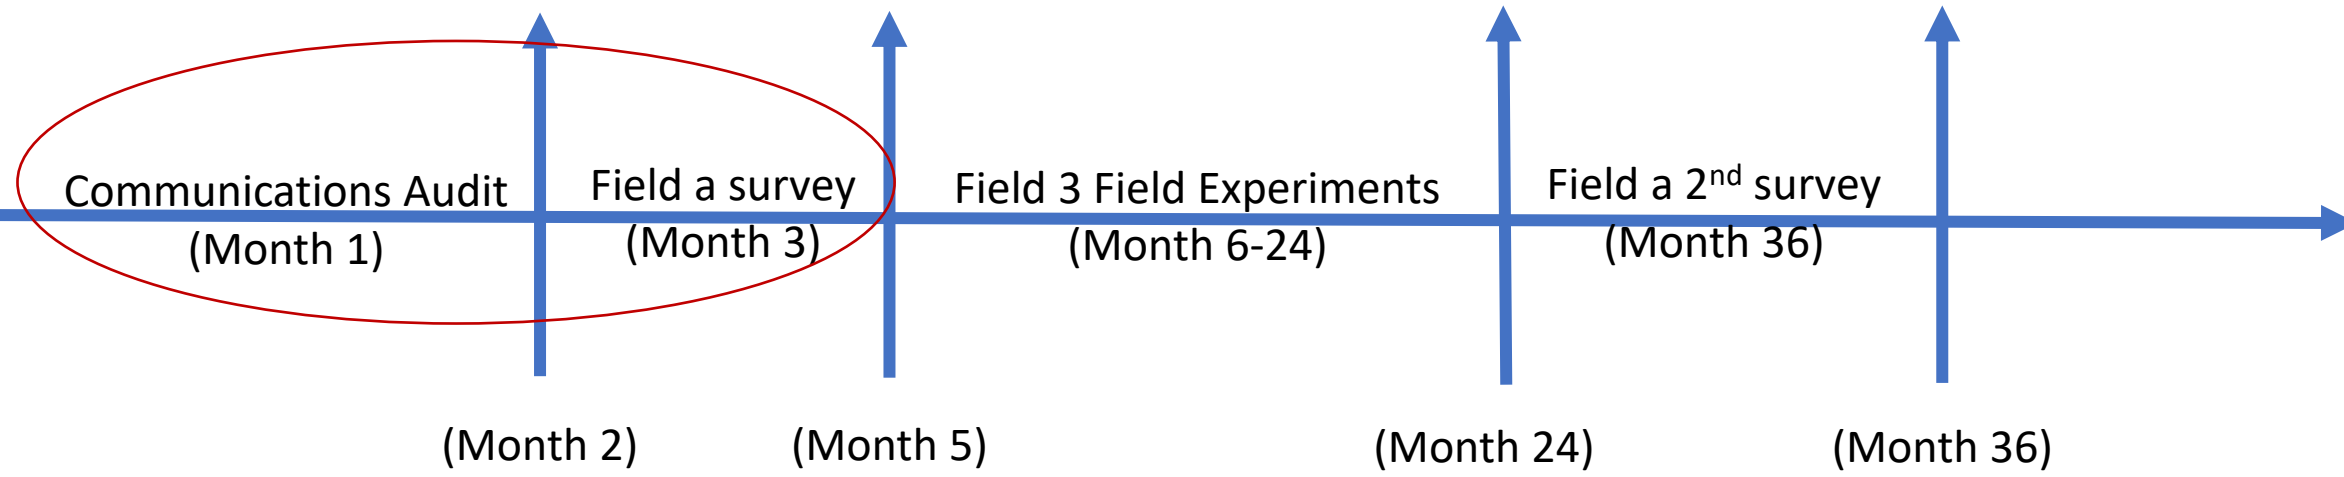 Communications Audit
(Month 1)
Field a survey
(Month 3)
Field 3 Field Experiments
(Month 6-24)
Field a 2nd survey
(Month 36)
(Month 2)
(Month 5)
(Month 24)
(Month 36)